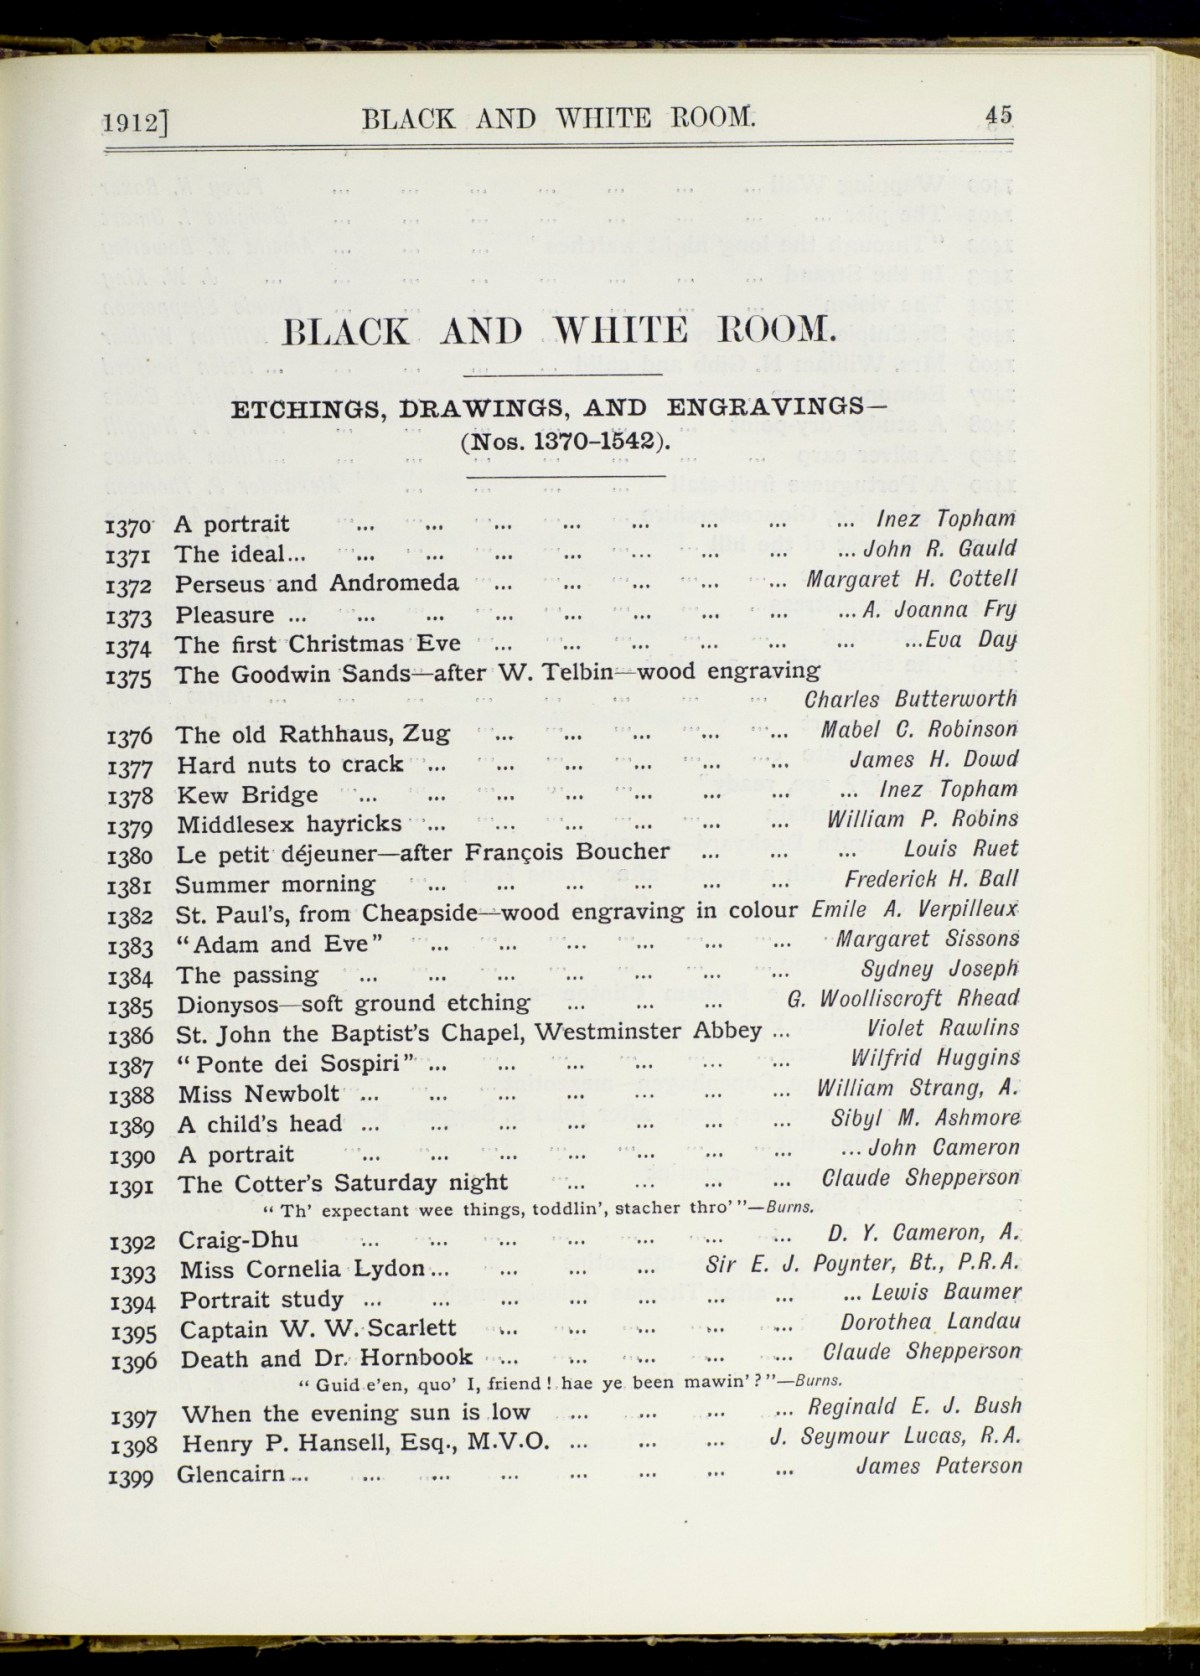 1912] BLACK AND WHITE ROOM. 45
BLACK AND WHITE ROOM.
ETCHINGS, DRAWINGS, AND ENGRAVINGS—
(Nos. 1370–1542).
1370 A portrait ... ... ... ... ... ... ... ... Inez Topham
1371 The ideal... ... ... ... ... ... ... ... ... John R. Gauld
1372 Perseus and Andromeda ... ... ... ... ... Margaret H. Cottell
1373 Pleasure ... ... ... ... ... ... ... ... ... A. Joanna Fry
1374 The first Christmas Eve ... ... ... ... ... ... ...Eva Day
1375 The Goodwin Sands—after W. Telbin—wood engraving
Charles Butterworth
1376 The old Rathhaus, Zug ... ... ... ... ... Mabel C. Robinson
1377 Hard nuts to crack ... ... ... ... ... ... James H. Dowd
1378 Kew Bridge ... ... ... ... ... ... ... ... Inez Topham
1379 Middlesex hayricks ... ... ... ... ... ... William P. Robins
1380 Le petit déjeuner—after François Boucher ... ... ... Louis Ruet
1381 Summer morning ... ... ... ... ... ... Frederick H. Ball
1382 St. Paul's, from Cheapside—wood engraving in colour Emile A. Verpilleux
1383 “Adam and Eve” ... ... ... ... ... ... Margaret Sissons
1384 The passing ... ... ... ... ... ... ... Sydney Joseph
1385 Dionysos—soft ground etching ... ... ... G. Woolliscroft Rhead
1386 St. John the Baptist's Chapel, Westminster Abbey ... Violet Rawlins
1387 “Ponte dei Sospiri” ... ... ... ... ... ... Wilfrid Huggins
1388 Miss Newbolt ... ... ... ... ... ... ... William Strang, A.
1389 A child's head ... ... ... ... ... ... ... Sibyl M. Ashmore
1390 A portrait ... ... ... ... ... ... ... ... John Cameron
1391 The Cotter's Saturday night ... ... ... ... Claude Shepperson
“Th' expectant wee things, toddlin', stacher thro'”—Burns.
1392 Craig-Dhu ... ... ... ... ... ... ... D. Y. Cameron, A.
1393 Miss Cornelia Lydon... ... ... ... Sir E. J. Poynter, Bt., P.R.A.
1394 Portrait study ... ... ... ... ... ... ... ... Lewis Baumer
1395 Captain W. W. Scarlett ... ... ... ... ... Dorothea Landau
1396 Death and Dr. Hornbook ... ... ... ... ... Claude Shepperson
“Guid e'en, quo' I, friend! hae ye been mawin'?”—Burns.
1397 When the evening sun is low ... ... ... ... Reginald E. J. Bush
1398 Henry P. Hansell, Esq., M.V.O. ... ... ... J. Seymour Lucas, R.A.
1399 Glencairn... ... ... ... ... ... ... ... James Paterson